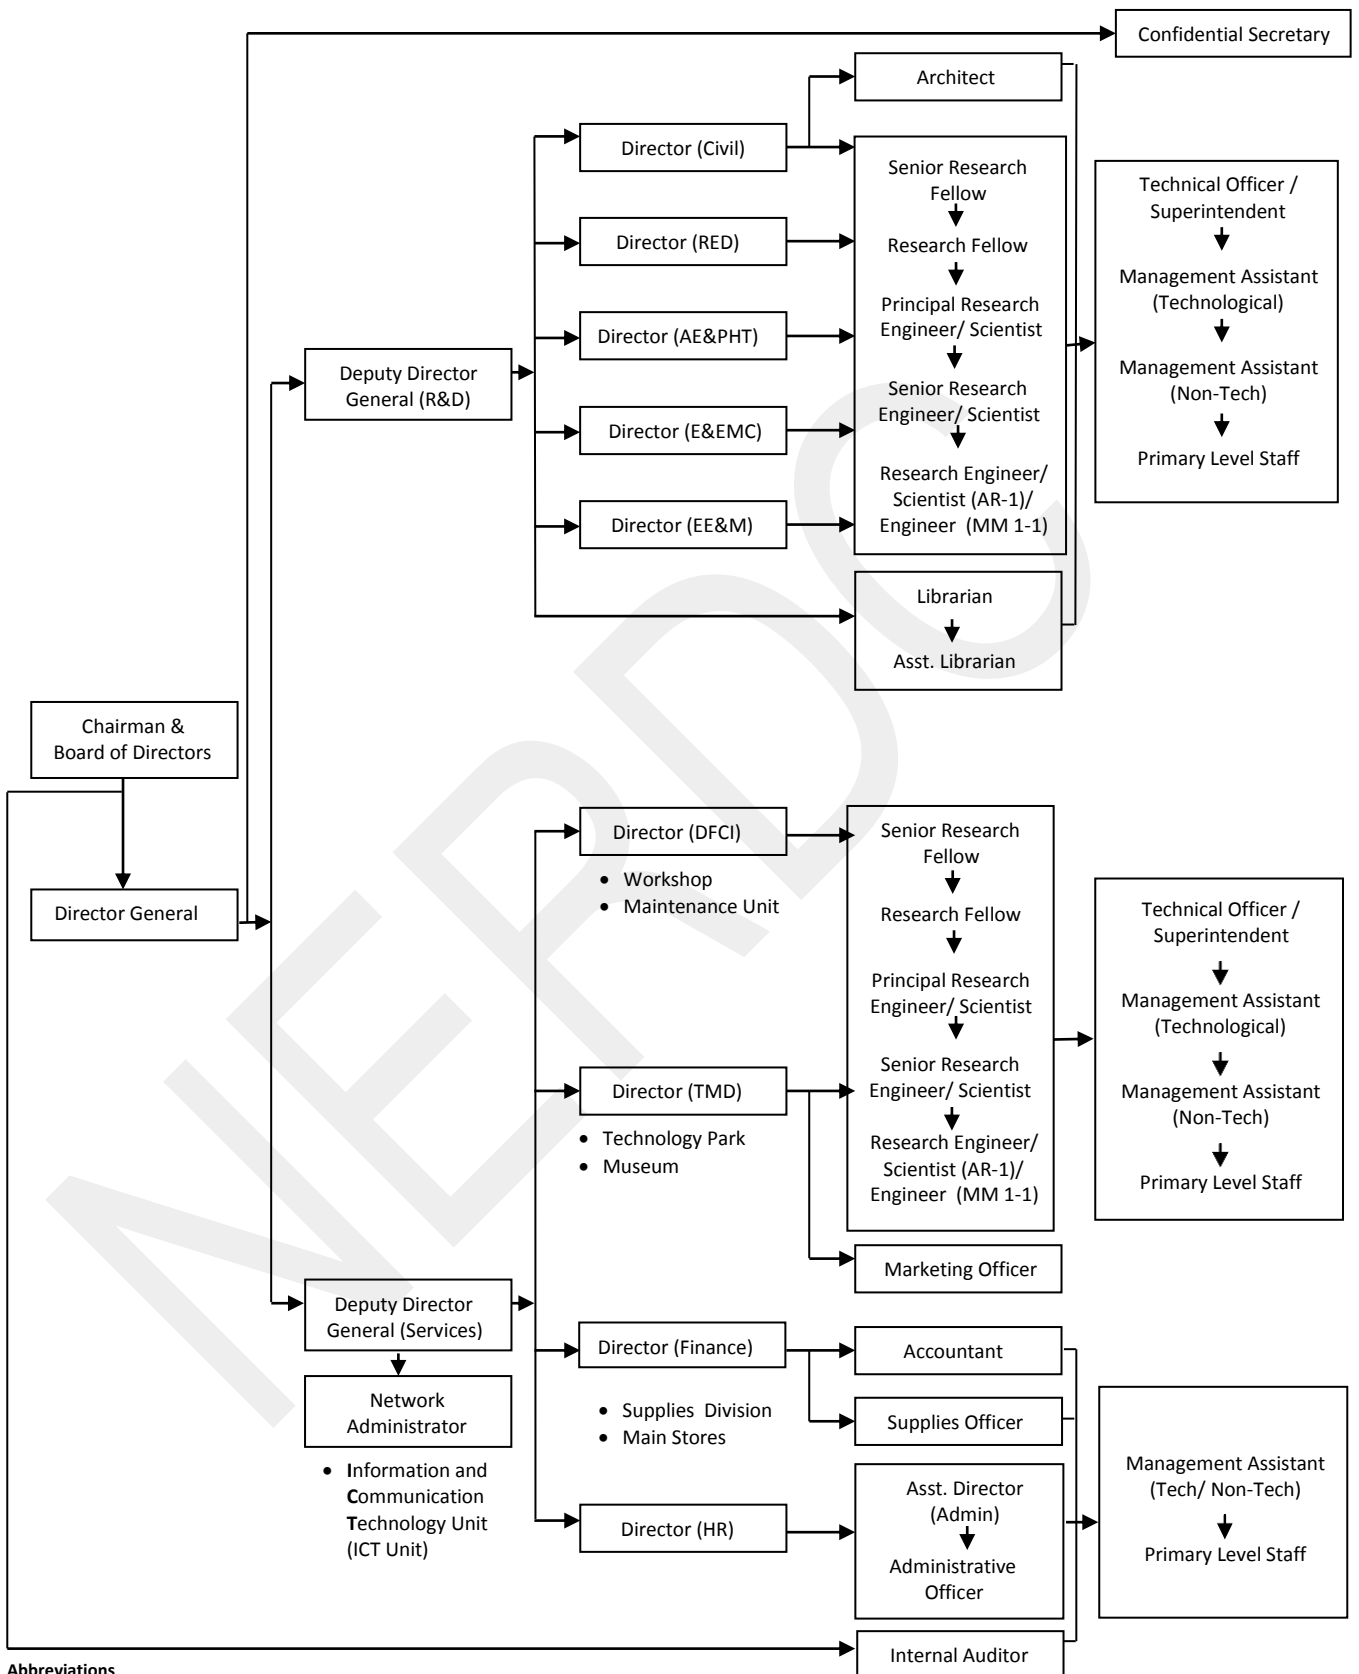 Confidential Secretary
Architect
Director (Civil)
Senior Research
Fellow
Technical Officer /
Superintendent
Director (RED)
Research Fellow
Management Assistant
(Technological)
Principal Research
Engineer/ Scientist
Director (AE&PHT)
Deputy Director
General (R&D)
Management Assistant
(Non-Tech)
Senior Research
Engineer/ Scientist
Director (E&EMC)
Primary Level Staff
Research Engineer/
Scientist (AR-1)/
Engineer (MM 1-1)
Director (EE&M)
Librarian
Asst. Librarian
Chairman &
Board of Directors
Director General
Director (DFCI)
• Workshop
• Maintenance Unit
Senior Research
Fellow
Research Fellow
Principal Research
Engineer/ Scientist
Senior Research
Engineer/ Scientist
Research Engineer/
Scientist (AR-1)/
Engineer (MM 1-1)
Technical Officer /
Superintendent
Management Assistant
(Technological)
Management Assistant
(Non-Tech)
Primary Level Staff
Director (TMD)
• Technology Park
• Museum
Marketing Officer
Deputy Director
General (Services)
Network
Administrator
• Information and
Communication
Technology Unit
(ICT Unit)
Director (Finance)
• Supplies Division
• Main Stores
Accountant
Supplies Officer
Director (HR)
Asst. Director
(Admin)
Administrative
Officer
Management Assistant
(Tech/ Non-Tech)
Primary Level Staff
Internal Auditor
Abbreviations
NERDC